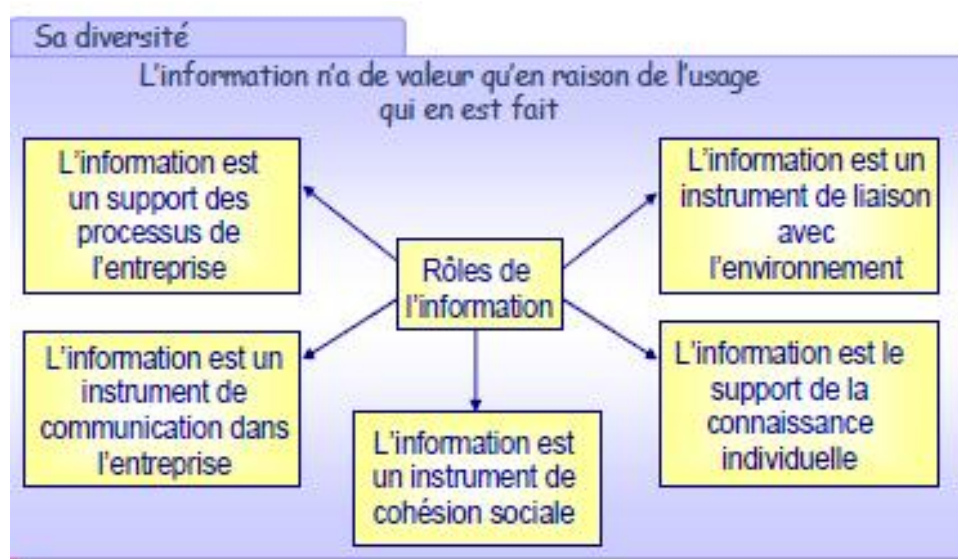 Sa diversité
L'information n'a de valeur qu'en raison de l'usage
qui en est fait
L'information est
un support des
processus de
l'entreprise
L'information est un
instrument de liaison
avec
l'environnement
Rôles de
l'information
L'information est un
instrument de
communication dans
l'entreprise
L'information est
un instrument de
cohésion sociale
L'information est le
support de la
connaissance
individuelle